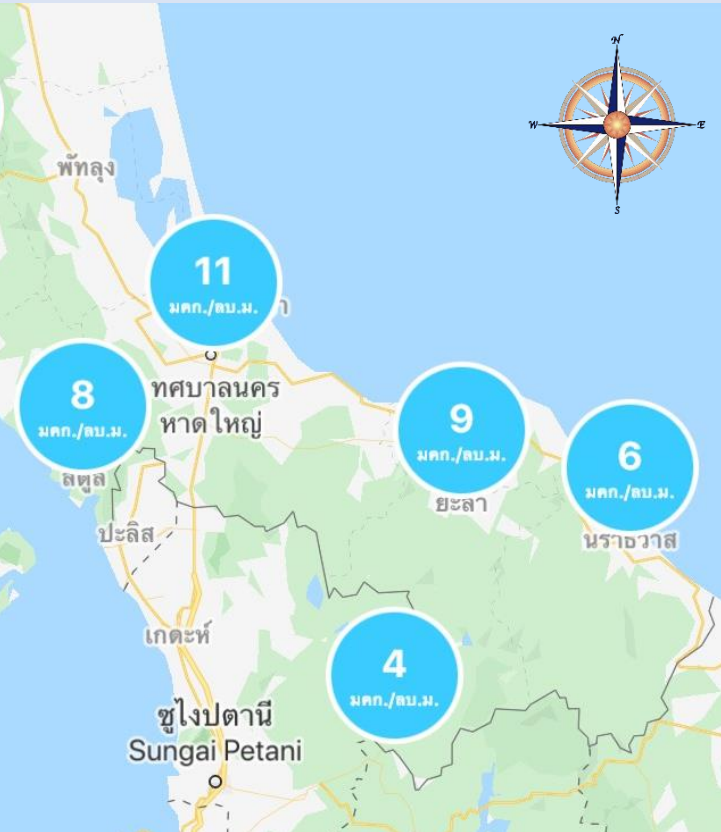 N
W
E
S
พัทลุง
11
มคก./ลบ.ม.
า
8
มคก./ลบ.ม.
ทศบาลนคร
หาดใหญ่
9
มคก./ลบ.ม.
6
มคก./ลบ.ม.
สตูล
ยะลา
ปะลิส
นราธิวาส
เกดะห์
4
มคก./ลบ.ม.
ซูไงปตานี
Sungai Petani